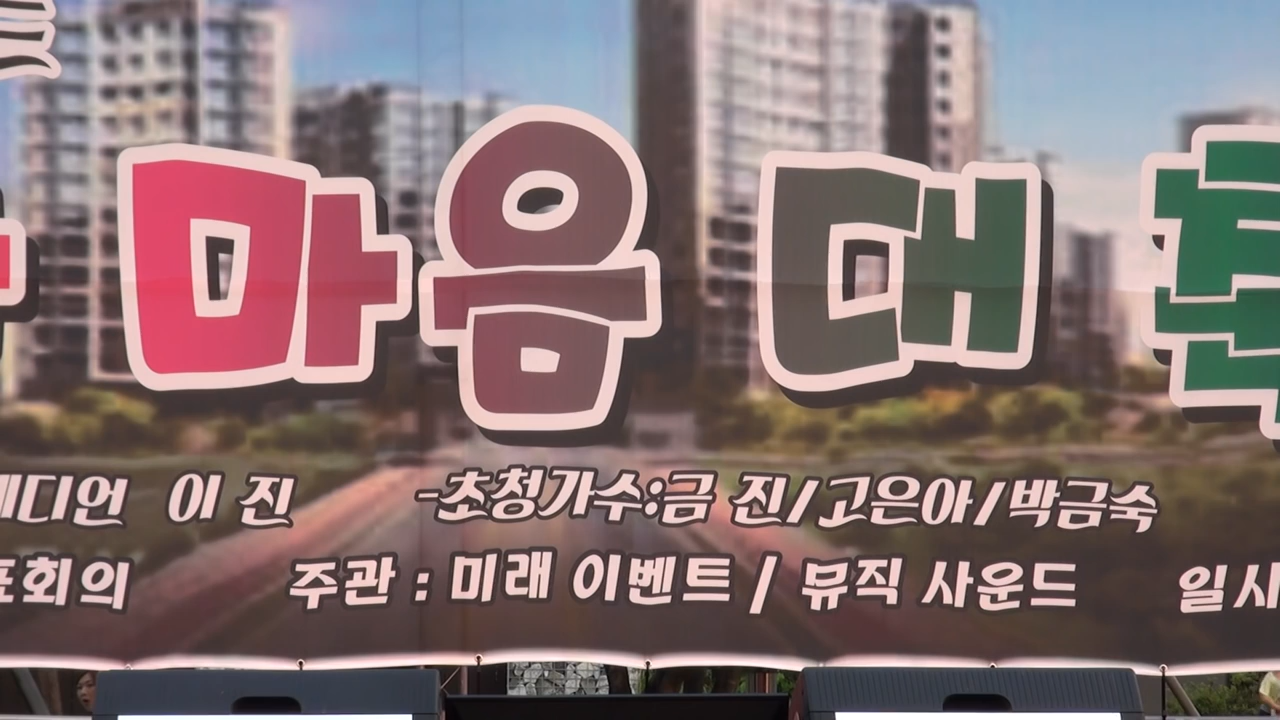 마음 대
디언 이 진 -초청가수:금 진/고은아/박금숙
회의 주관 : 미래 이벤트 / 뮤직 사운드 일시